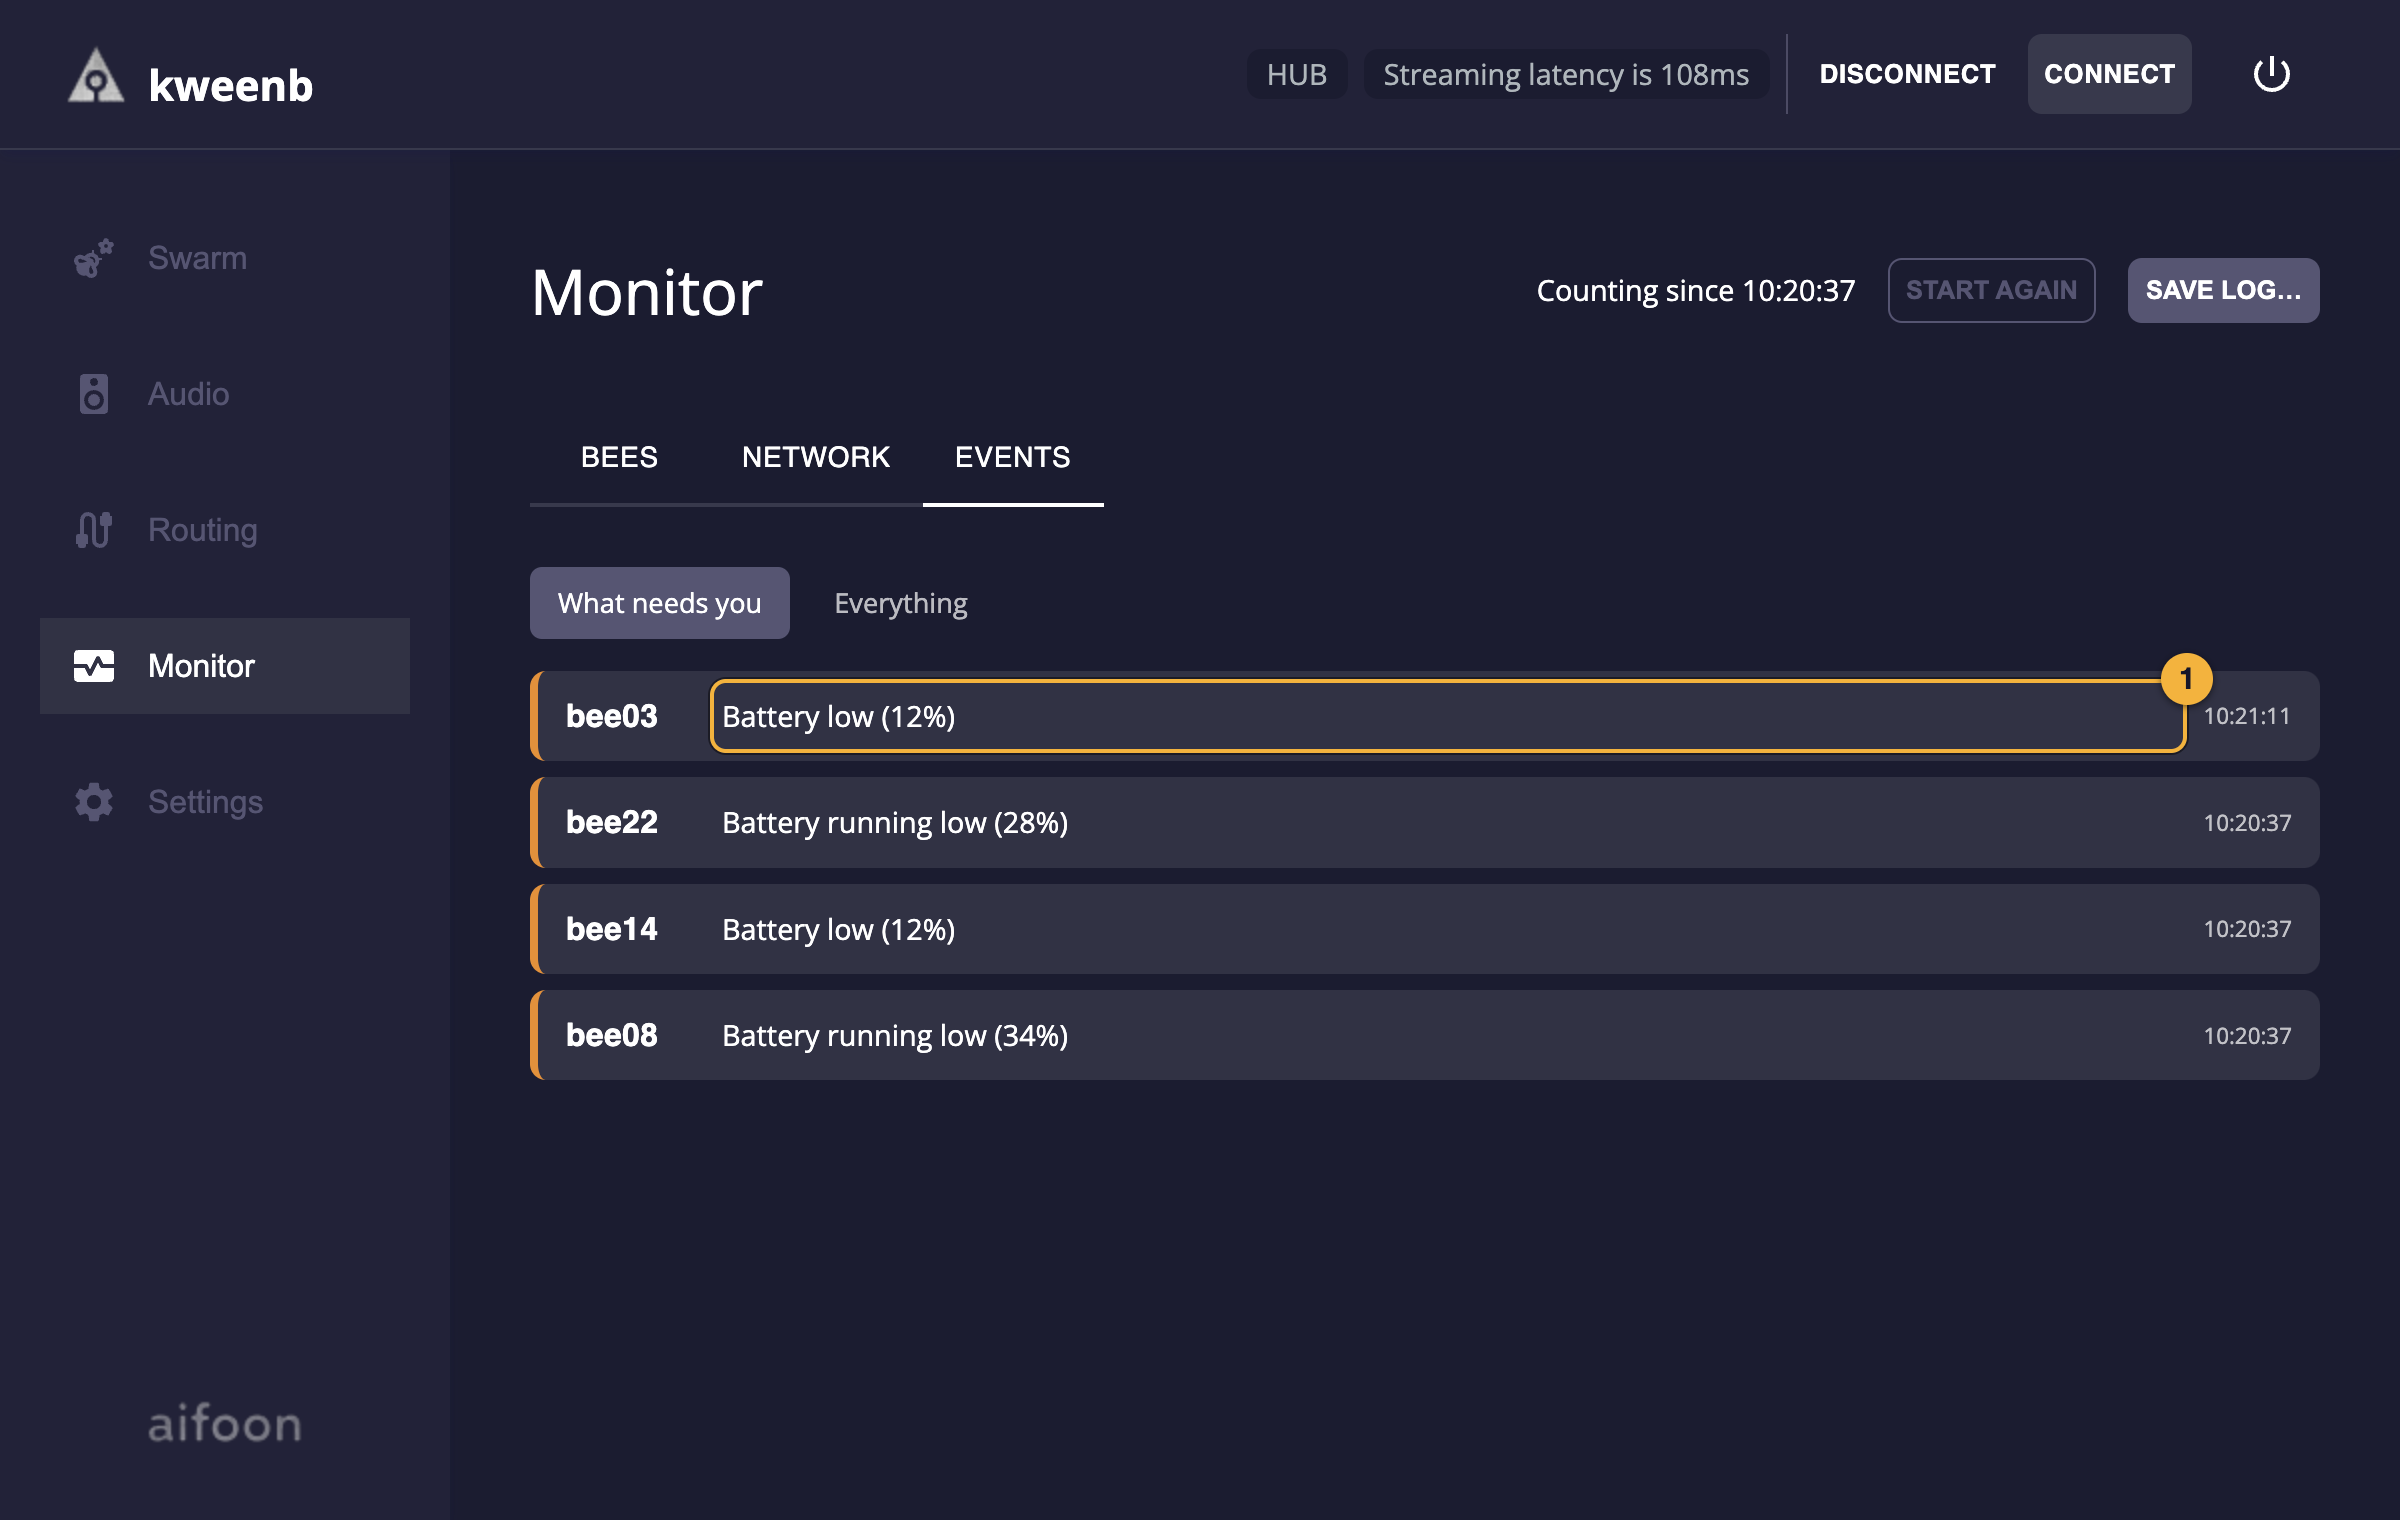 kweenb
HUB
Streaming latency is 108ms
DISCONNECT
CONNECT
Swarm
Audio
Routing
Monitor
Settings
aifoon
Monitor
Counting since 10:20:37
START AGAIN
SAVE LOG...
BEES
NETWORK
EVENTS
What needs you
Everything
1
bee03 Battery low (12%) 10:21:11
bee22 Battery running low (28%) 10:20:37
bee14 Battery low (12%) 10:20:37
bee08 Battery running low (34%) 10:20:37